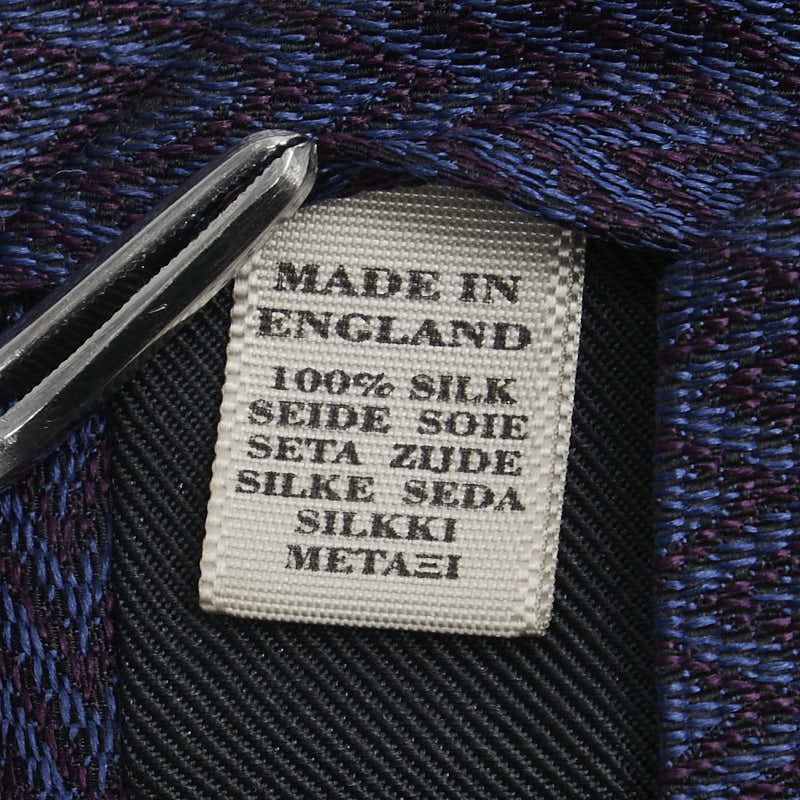 MADE IN
ENGLAND
100% SILK
SEIDE SOIE
SETA ZIJDE
SILKE SEDA
SILKKI
ΜΕΤΑΞΙ